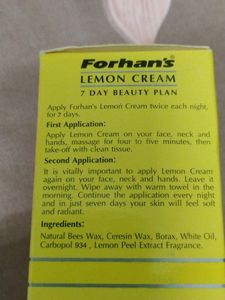 Forhan's
LEMON CREAM
7 DAY BEAUTY PLAN
Apply Forhan's Lemon Cream twice each night,
for 7 days.
First Application:
Apply Lemon Cream on your face, neck and
hands, massage for four to five minutes, then
take-off with clean tissue.
Second Application:
It is vitally important to apply Lemon Cream
again on your face, neck and hands. Leave it
overnight. Wipe away with warm towel in the
morning. Continue the application every night
and in just seven days your skin will feel soft
and radiant.
Ingredients:
Natural Bees Wax, Ceresin Wax, Borax, White Oil,
Carbopol 934 , Lemon Peel Extract Fragrance.